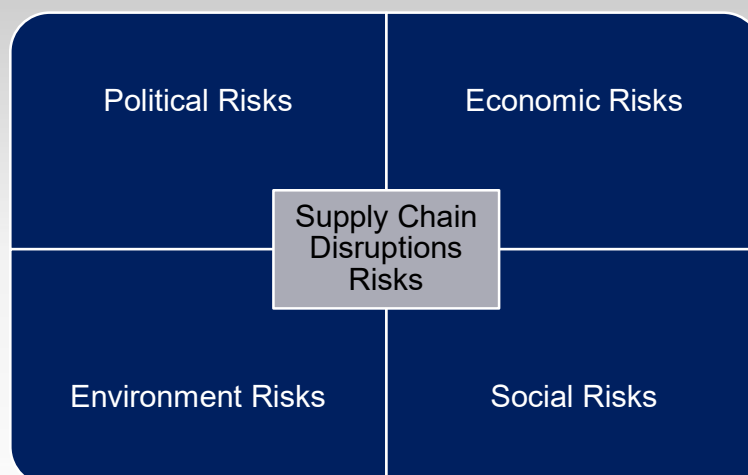 Political Risks
Economic Risks
Supply Chain
Disruptions
Risks
Environment Risks
Social Risks